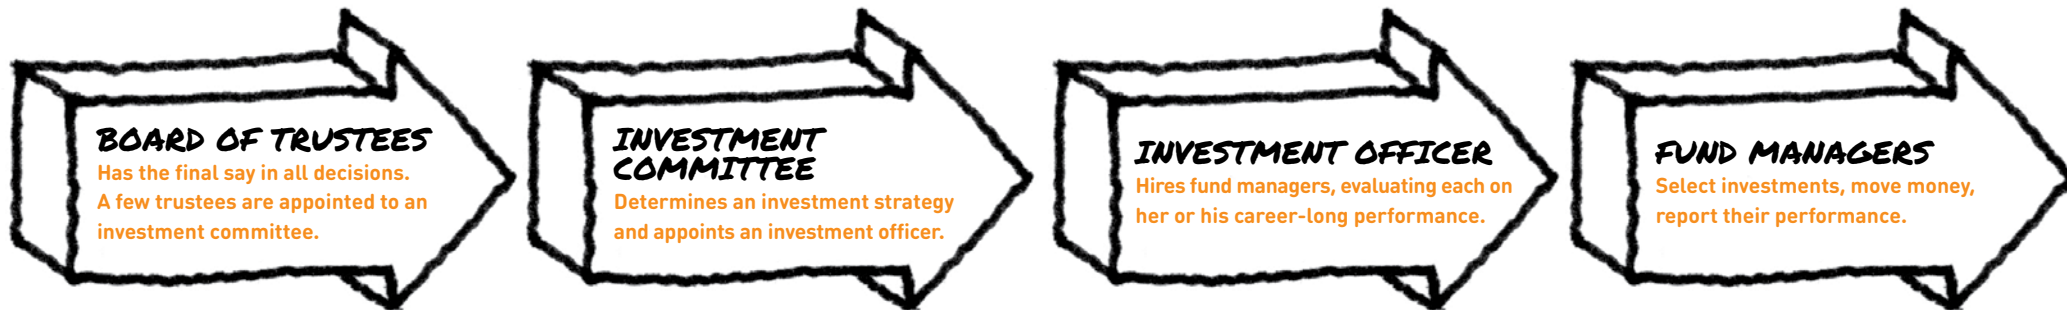 BOARD OF TRUSTEES
Has the final say in all decisions.
A few trustees are appointed to an
investment committee.
INVESTMENT
COMMITTEE
Determines an investment strategy
and appoints an investment officer.
INVESTMENT OFFICER
Hires fund managers, evaluating each on
her or his career-long performance.
FUND MANAGERS
Select investments, move money,
report their performance.